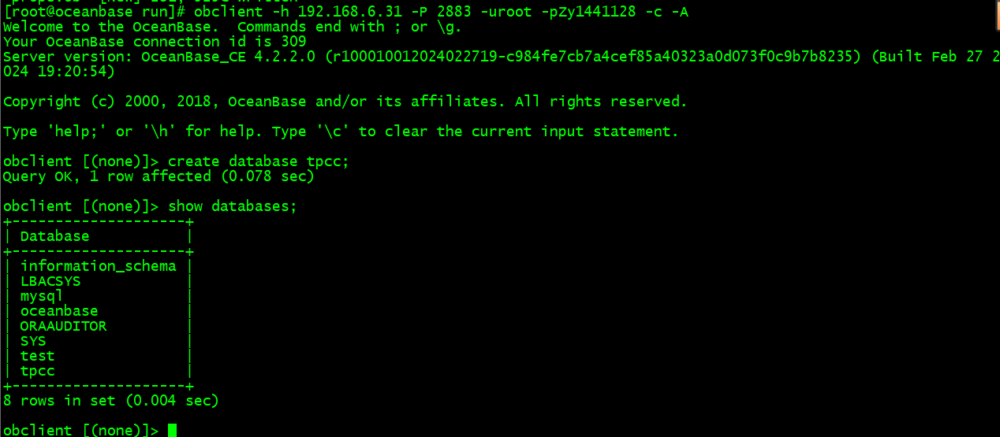 [root@oceanbase run]# obclient -h 192.168.6.31 -P 2883 -uroot -pZy1441128 -c -A
Welcome to the OceanBase.  Commands end with ; or \g.
Your OceanBase connection id is 309
Server version: OceanBase_CE 4.2.2.0 (r100010012024022719-c984fe7cb7a4cef85a40323a0d073f0c9b7b8235) (Built Feb 27 2
024 19:20:54)
Copyright (c) 2000, 2018, OceanBase and/or its affiliates. All rights reserved.
Type 'help;' or '\h' for help. Type '\c' to clear the current input statement.
obclient [(none)]> create database tpcc;
Query OK, 1 row affected (0.078 sec)
obclient [(none)]> show databases;
+--------------------+
| Database           |
+--------------------+
| information_schema |
| LBACSYS            |
| mysql              |
| oceanbase          |
| ORAAUDITOR         |
| SYS                |
| test               |
| tpcc               |
+--------------------+
8 rows in set (0.004 sec)
obclient [(none)]>